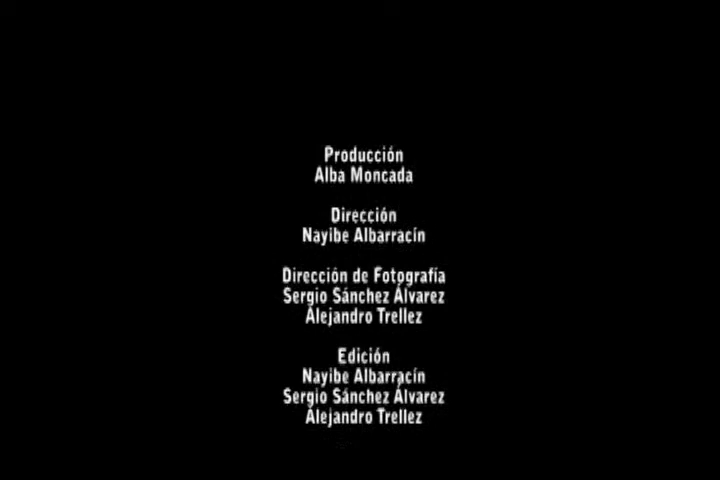 Producción
Alba Moncada
Dirección
Nayibe Albarracín
Dirección de Fotografía
Sergio Sánchez Álvarez
Alejandro Trellez
Edición
Nayibe Albarracín
Sergio Sánchez Álvarez
Alejandro Trellez